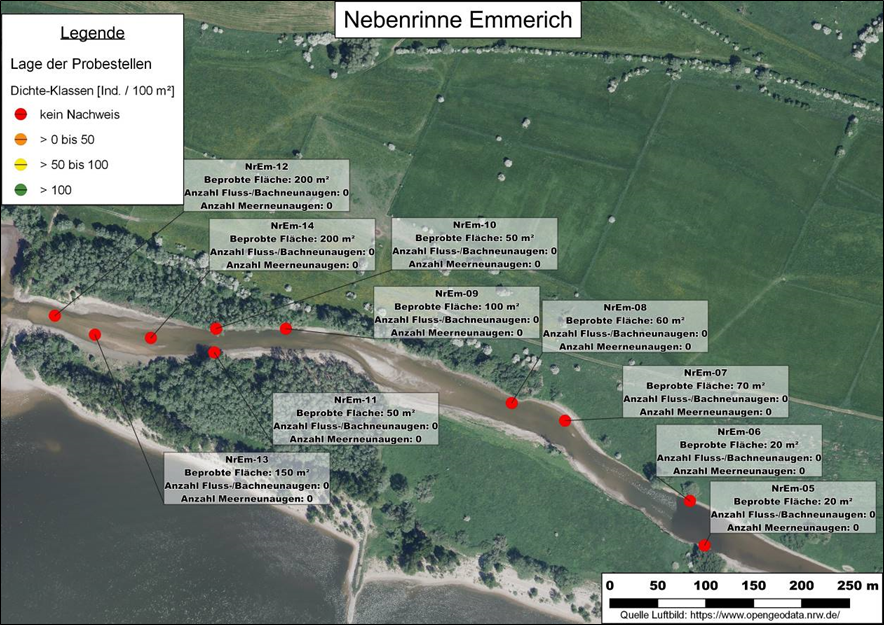 Nebenrinne Emmerich
Legende
Lage der Probestellen
Dichte-Klassen [Ind. / 100 m²]
kein Nachweis
> 0 bis 50
> 50 bis 100
> 100
NrEm-12
Beprobte Fläche: 200 m²
Anzahl Fluss-/Bachneunaugen: 0
Anzahl Meerneunaugen: 0
NrEm-14
Beprobte Fläche: 200 m²
Anzahl Fluss-/Bachneunaugen: 0
Anzahl Meerneunaugen: 0
NrEm-10
Beprobte Fläche: 50 m²
Anzahl Fluss-/Bachneunaugen: 0
Anzahl Meerneunaugen: 0
NrEm-09
Beprobte Fläche: 100 m²
Anzahl Fluss-/Bachneunaugen: 0
Anzahl Meerneunaugen: 0
NrEm-08
Beprobte Fläche: 60 m²
Anzahl Fluss-/Bachneunaugen: 0
Anzahl Meerneunaugen: 0
NrEm-07
Beprobte Fläche: 70 m²
Anzahl Fluss-/Bachneunaugen: 0
Anzahl Meerneunaugen: 0
NrEm-11
Beprobte Fläche: 50 m²
Anzahl Fluss-/Bachneunaugen: 0
Anzahl Meerneunaugen: 0
NrEm-06
Beprobte Fläche: 20 m²
Anzahl Fluss-/Bachneunaugen: 0
Anzahl Meerneunaugen: 0
NrEm-13
Beprobte Fläche: 150 m²
Anzahl Fluss-/Bachneunaugen: 0
Anzahl Meerneunaugen: 0
NrEm-05
Beprobte Fläche: 20 m²
Anzahl Fluss-/Bachneunaugen: 0
Anzahl Meerneunaugen: 0
0 50 100 150 200 250 m
Quelle Luftbild: https://www.opengeodata.nrw.de/